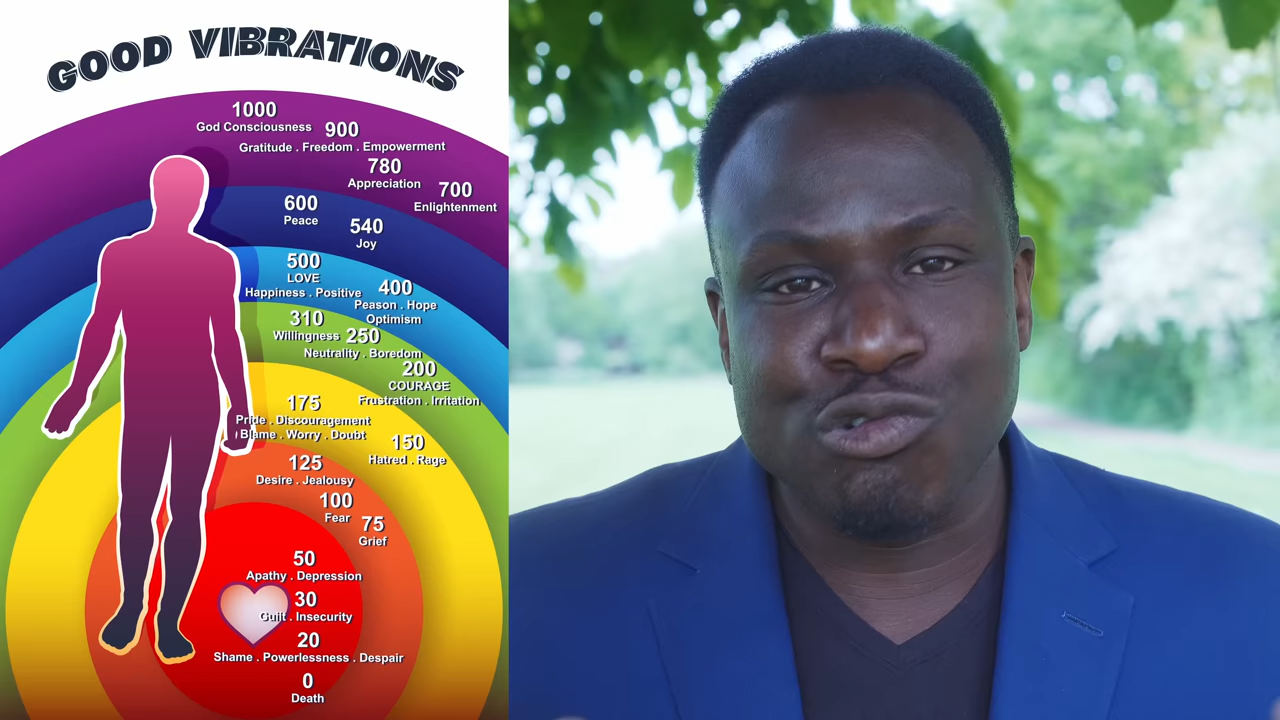 GOOD VIBRATIONS
1000
God Consciousness
900
Gratitude . Freedom . Empowerment
780
Appreciation
700
Enlightenment
600
Peace
540
Joy
500
LOVE
Happiness . Positive
400
Peason . Hope
Optimism
310
Willingness
250
Neutrality . Boredom
200
COURAGE
Frustration . Irritation
175
Pride . Discouragement
Blame . Worry . Doubt
150
Hatred . Rage
125
Desire . Jealousy
100
Fear
75
Grief
50
Apathy . Depression
30
Guilt . Insecurity
20
Shame . Powerlessness . Despair
0
Death